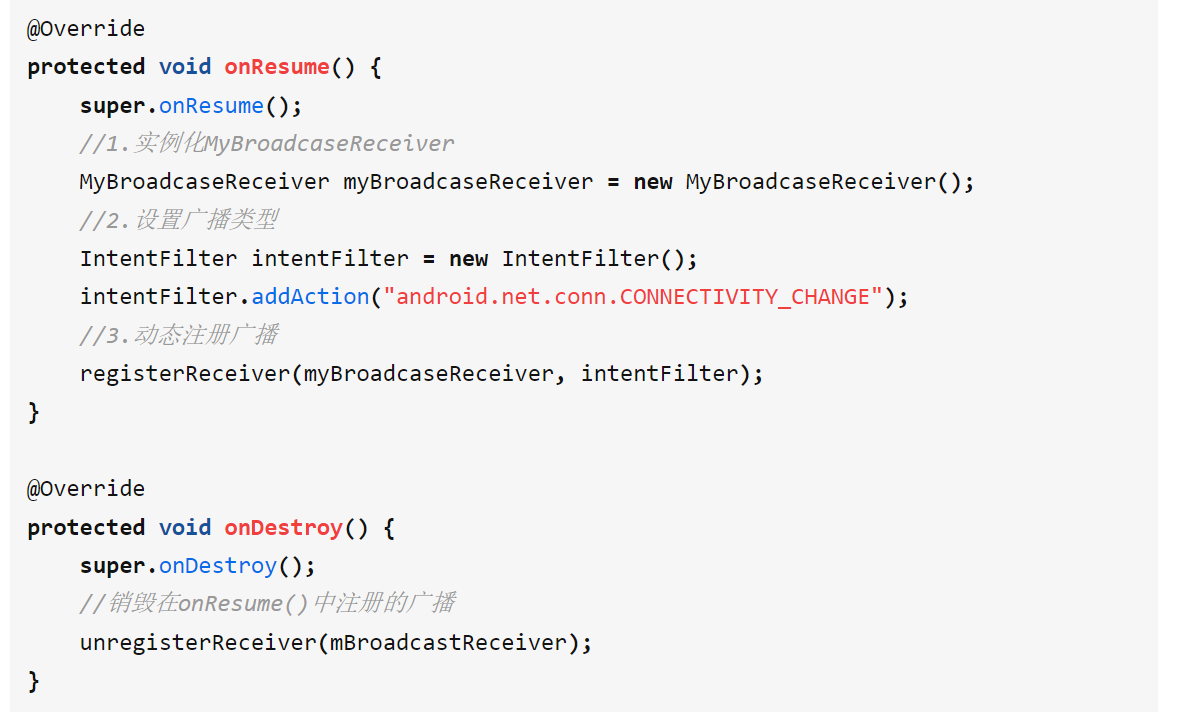 @Override
protected void onResume() {
    super.onResume();
    //1.实例化MyBroadcaseReceiver
    MyBroadcaseReceiver myBroadcaseReceiver = new MyBroadcaseReceiver();
    //2.设置广播类型
    IntentFilter intentFilter = new IntentFilter();
    intentFilter.addAction("android.net.conn.CONNECTIVITY_CHANGE");
    //3.动态注册广播
    registerReceiver(myBroadcaseReceiver, intentFilter);
}
@Override
protected void onDestroy() {
    super.onDestroy();
    //销毁在onResume()中注册的广播
    unregisterReceiver(mBroadcastReceiver);
}